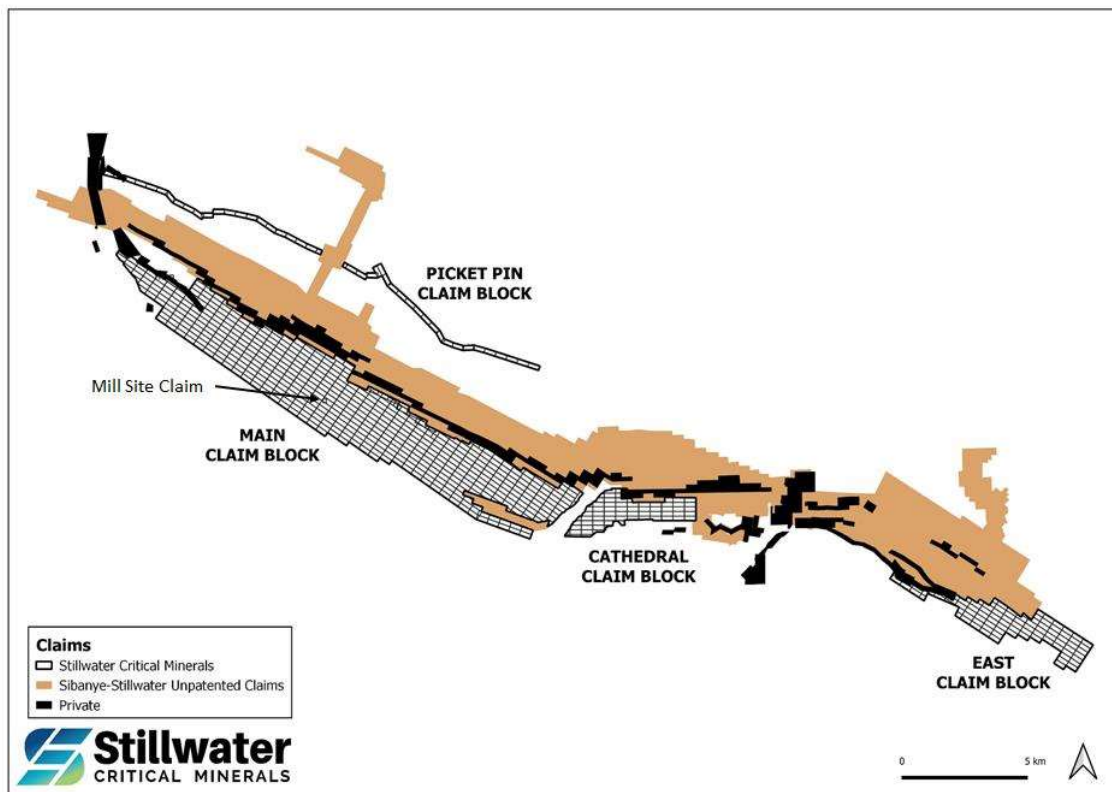 PICKET PIN
CLAIM BLOCK
Mill Site Claim
MAIN
CLAIM BLOCK
CATHEDRAL
CLAIM BLOCK
EAST
CLAIM BLOCK
Claims
Stillwater Critical Minerals
Sibanye-Stillwater Unpatented Claims
Private
Stillwater
CRITICAL MINERALS
0 5 km